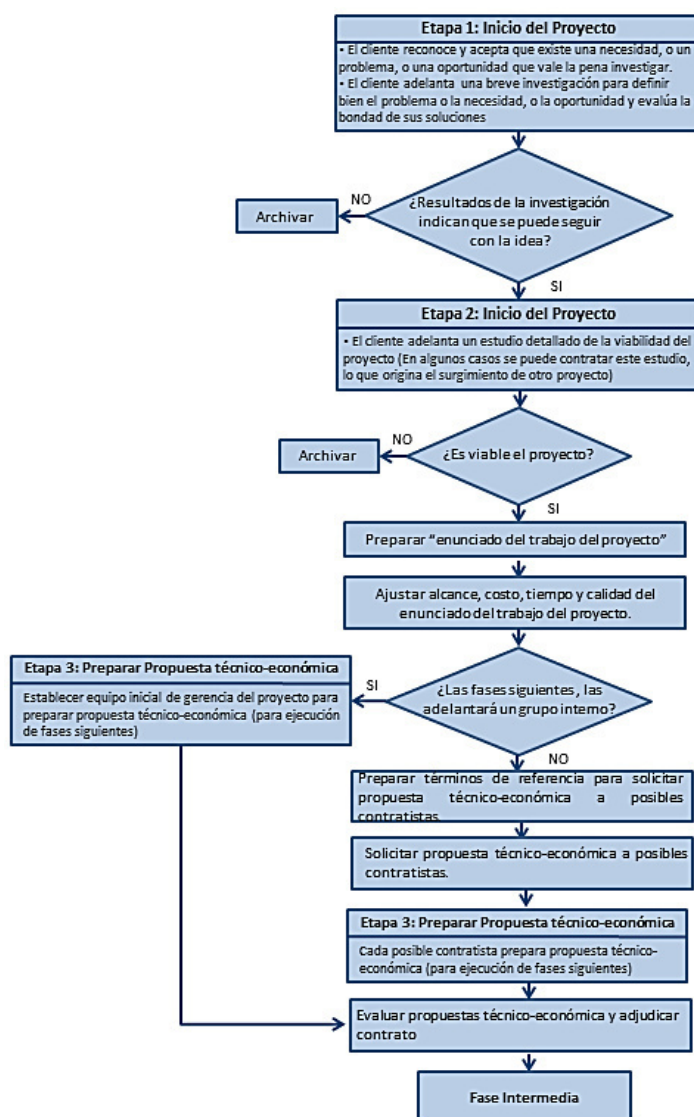 Etapa 1: Inicio del Proyecto
• El cliente reconoce y acepta que existe una necesidad, o un
problema, o una oportunidad que vale la pena investigar.
• El cliente adelanta una breve investigación para definir
bien el problema o la necesidad, o la oportunidad y evalúa la
bondad de sus soluciones
¿Resultados de la investigación
indican que se puede seguir
con la idea?
NO
Archivar
SI
Etapa 2: Inicio del Proyecto
• El cliente adelanta un estudio detallado de la viabilidad del
proyecto (En algunos casos se puede contratar este estudio,
lo que origina el surgimiento de otro proyecto)
¿Es viable el proyecto?
NO
Archivar
SI
Preparar “enunciado del trabajo del proyecto”
Ajustar alcance, costo, tiempo y calidad del
enunciado del trabajo del proyecto.
¿Las fases siguientes, las
adelantará un grupo interno?
SI
Etapa 3: Preparar Propuesta técnico-económica
Establecer equipo inicial de gerencia del proyecto para
preparar propuesta técnico-económica (para ejecución
de fases siguientes)
NO
Preparar términos de referencia para solicitar
propuesta técnico-económica a posibles
contratistas.
Solicitar propuesta técnico-económica a posibles
contratistas.
Etapa 3: Preparar Propuesta técnico-económica
Cada posible contratista prepara propuesta técnico-
económica (para ejecución de fases siguientes)
Evaluar propuestas técnico-económica y adjudicar
contrato
Fase Intermedia